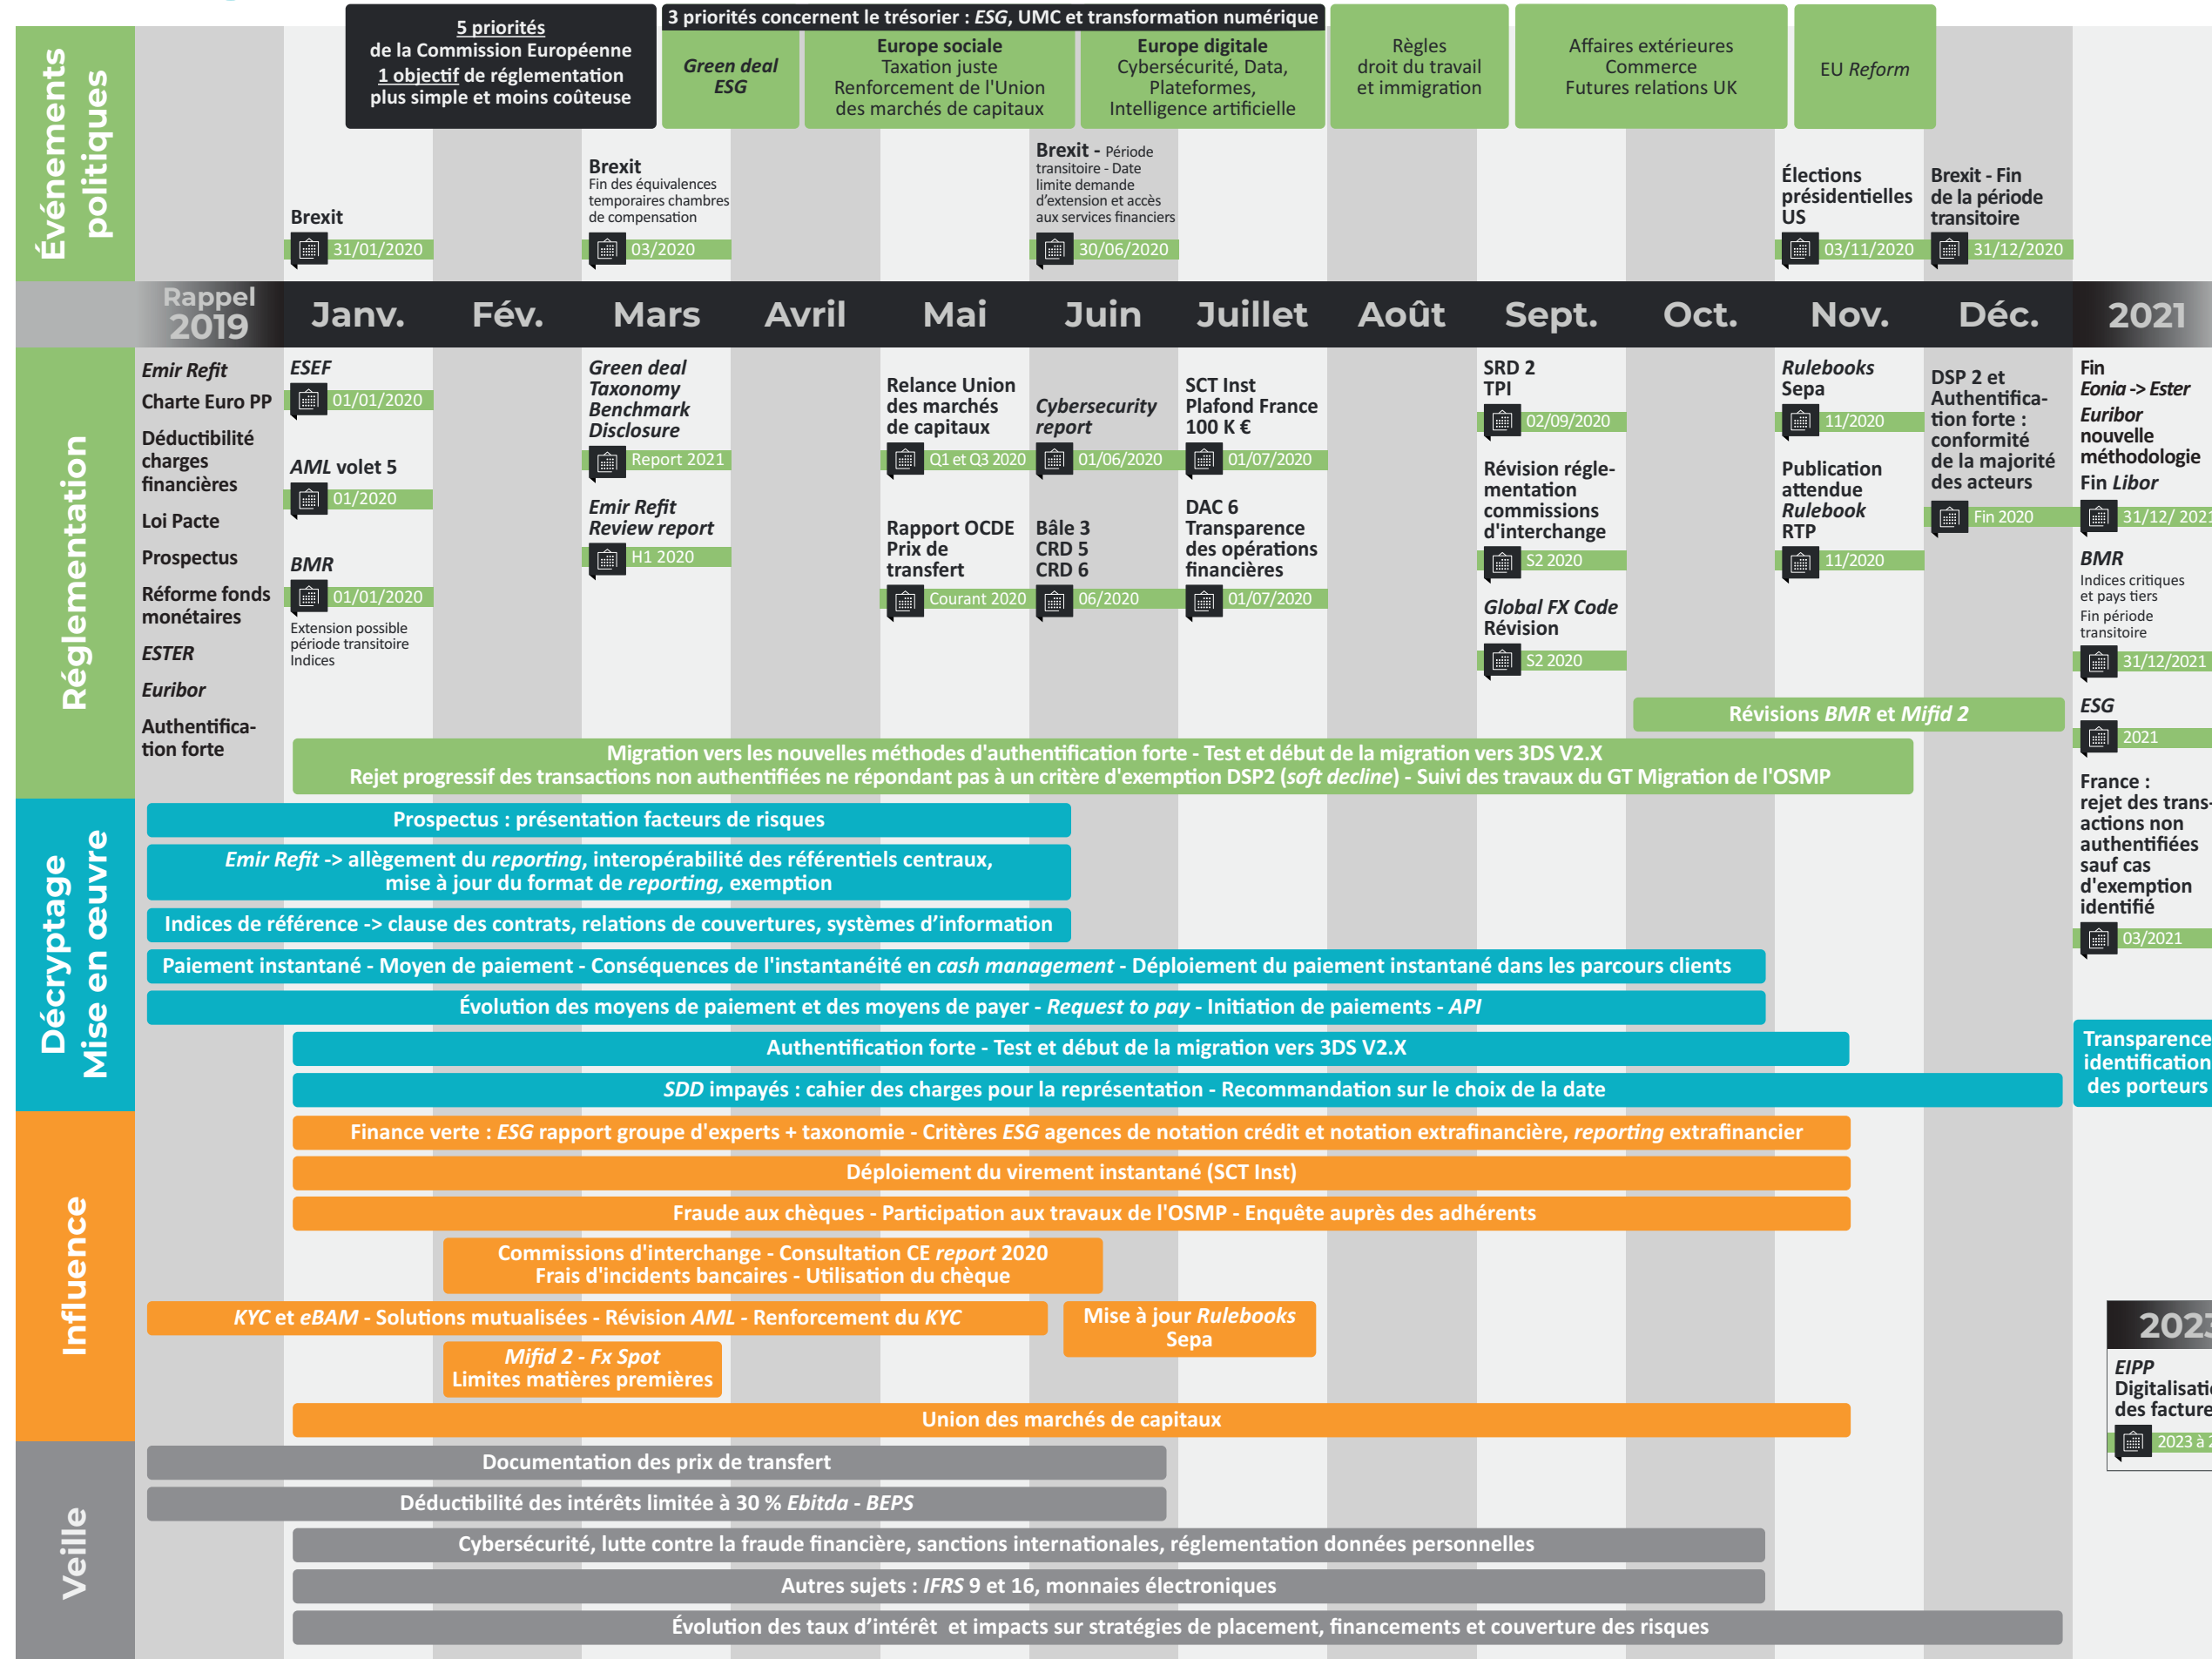 5 priorités
de la Commission Européenne
1 objectif de réglementation
plus simple et moins coûteuse
3 priorités concernent le trésorier : ESG, UMC et transformation numérique
Green deal
ESG
Europe sociale
Taxation juste
Renforcement de l'Union
des marchés de capitaux
Europe digitale
Cybersécurité, Data,
Plateformes,
Intelligence artificielle
Règles
droit du travail
et immigration
Affaires extérieures
Commerce
Futures relations UK
EU Reform
Événements
politiques
Brexit
31/01/2020
Brexit
Fin des équivalences
temporaires chambres
de compensation
03/2020
Brexit - Période
transitoire - Date
limite demande
d'extension et accès
aux services financiers
30/06/2020
Élections
présidentielles
US
03/11/2020
Brexit - Fin
de la période
transitoire
31/12/2020
Rappel
2019
Janv.
Fév.
Mars
Avril
Mai
Juin
Juillet
Août
Sept.
Oct.
Nov.
Déc.
2021
Réglementation
Emir Refit
Charte Euro PP
Déductibilité
charges
financières
Loi Pacte
Prospectus
Réforme fonds
monétaires
ESTER
Euribor
Authentifica-
tion forte
ESEF
01/01/2020
AML volet 5
01/2020
BMR
01/01/2020
Extension possible
période transitoire
Indices
Green deal
Taxonomy
Benchmark
Disclosure
Report 2021
Emir Refit
Review report
H1 2020
Relance Union
des marchés
de capitaux
Q1 et Q3 2020
Rapport OCDE
Prix de
transfert
Courant 2020
Cybersecurity
report
01/06/2020
Bâle 3
CRD 5
CRD 6
06/2020
SCT Inst
Plafond France
100 K €
01/07/2020
DAC 6
Transparence
des opérations
financières
01/07/2020
SRD 2
TPI
02/09/2020
Révision régle-
mentation
commissions
d'interchange
S2 2020
Global FX Code
Révision
S2 2020
Rulebooks
Sepa
11/2020
Publication
attendue
Rulebook
RTP
11/2020
DSP 2 et
Authentifica-
tion forte :
conformité
de la majorité
des acteurs
Fin 2020
Fin
Eonia -> Ester
Euribor
nouvelle
méthodologie
Fin Libor
31/12/ 2021
BMR
Indices critiques
et pays tiers
Fin période
transitoire
31/12/2021
ESG
2021
France :
rejet des trans-
actions non
authentifiées
sauf cas
d'exemption
identifié
03/2021
Révisions BMR et Mifid 2
Migration vers les nouvelles méthodes d'authentification forte - Test et début de la migration vers 3DS V2.X
Rejet progressif des transactions non authentifiées ne répondant pas à un critère d'exemption DSP2 (soft decline) - Suivi des travaux du GT Migration de l'OSMP
Décryptage
Mise en œuvre
Prospectus : présentation facteurs de risques
Emir Refit -> allègement du reporting, interopérabilité des référentiels centraux,
mise à jour du format de reporting, exemption
Indices de référence -> clause des contrats, relations de couvertures, systèmes d'information
Paiement instantané - Moyen de paiement - Conséquences de l'instantanéité en cash management - Déploiement du paiement instantané dans les parcours clients
Évolution des moyens de paiement et des moyens de payer - Request to pay - Initiation de paiements - API
Authentification forte - Test et début de la migration vers 3DS V2.X
SDD impayés : cahier des charges pour la représentation - Recommandation sur le choix de la date
Transparence
identification
des porteurs
Influence
Finance verte : ESG rapport groupe d'experts + taxonomie - Critères ESG agences de notation crédit et notation extrafinancière, reporting extrafinancier
Déploiement du virement instantané (SCT Inst)
Fraude aux chèques - Participation aux travaux de l'OSMP - Enquête auprès des adhérents
Commissions d'interchange - Consultation CE report 2020
Frais d'incidents bancaires - Utilisation du chèque
KYC et eBAM - Solutions mutualisées - Révision AML - Renforcement du KYC
Mise à jour Rulebooks
Sepa
Mifid 2 - Fx Spot
Limites matières premières
Union des marchés de capitaux
2023
EIPP
Digitalisati
des facture
2023 à 2
Veille
Documentation des prix de transfert
Déductibilité des intérêts limitée à 30 % Ebitda - BEPS
Cybersécurité, lutte contre la fraude financière, sanctions internationales, réglementation données personnelles
Autres sujets : IFRS 9 et 16, monnaies électroniques
Évolution des taux d'intérêt et impacts sur stratégies de placement, financements et couverture des risques